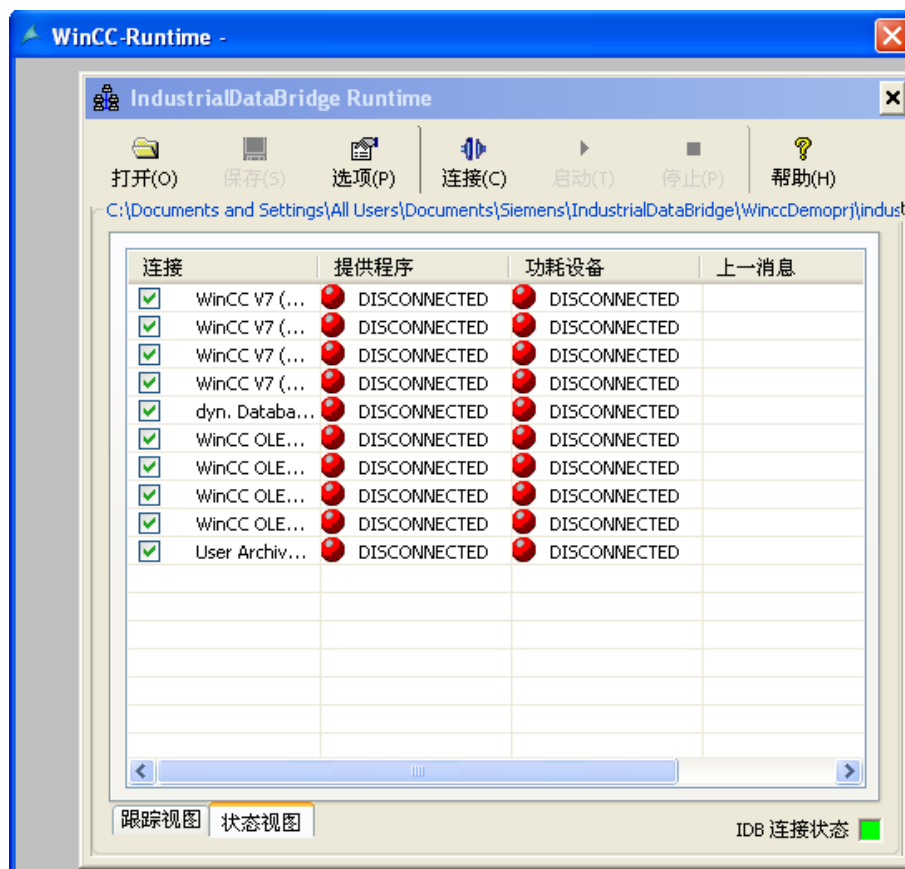 WinCC-Runtime -
IndustrialDataBridge Runtime
打开(O) 保存(S) 选项(P) 连接(C) 启动(T) 停止(P) 帮助(H)
C:\Documents and Settings\All Users\Documents\Siemens\IndustrialDataBridge\WinccDemoprj\indust
连接 提供程序 功耗设备 上一消息
WinCC V7 (... DISCONNECTED DISCONNECTED
WinCC V7 (... DISCONNECTED DISCONNECTED
WinCC V7 (... DISCONNECTED DISCONNECTED
WinCC V7 (... DISCONNECTED DISCONNECTED
dyn. Databa... DISCONNECTED DISCONNECTED
WinCC OLE... DISCONNECTED DISCONNECTED
WinCC OLE... DISCONNECTED DISCONNECTED
WinCC OLE... DISCONNECTED DISCONNECTED
WinCC OLE... DISCONNECTED DISCONNECTED
User Archiv... DISCONNECTED DISCONNECTED
跟踪视图 状态视图 IDB 连接状态